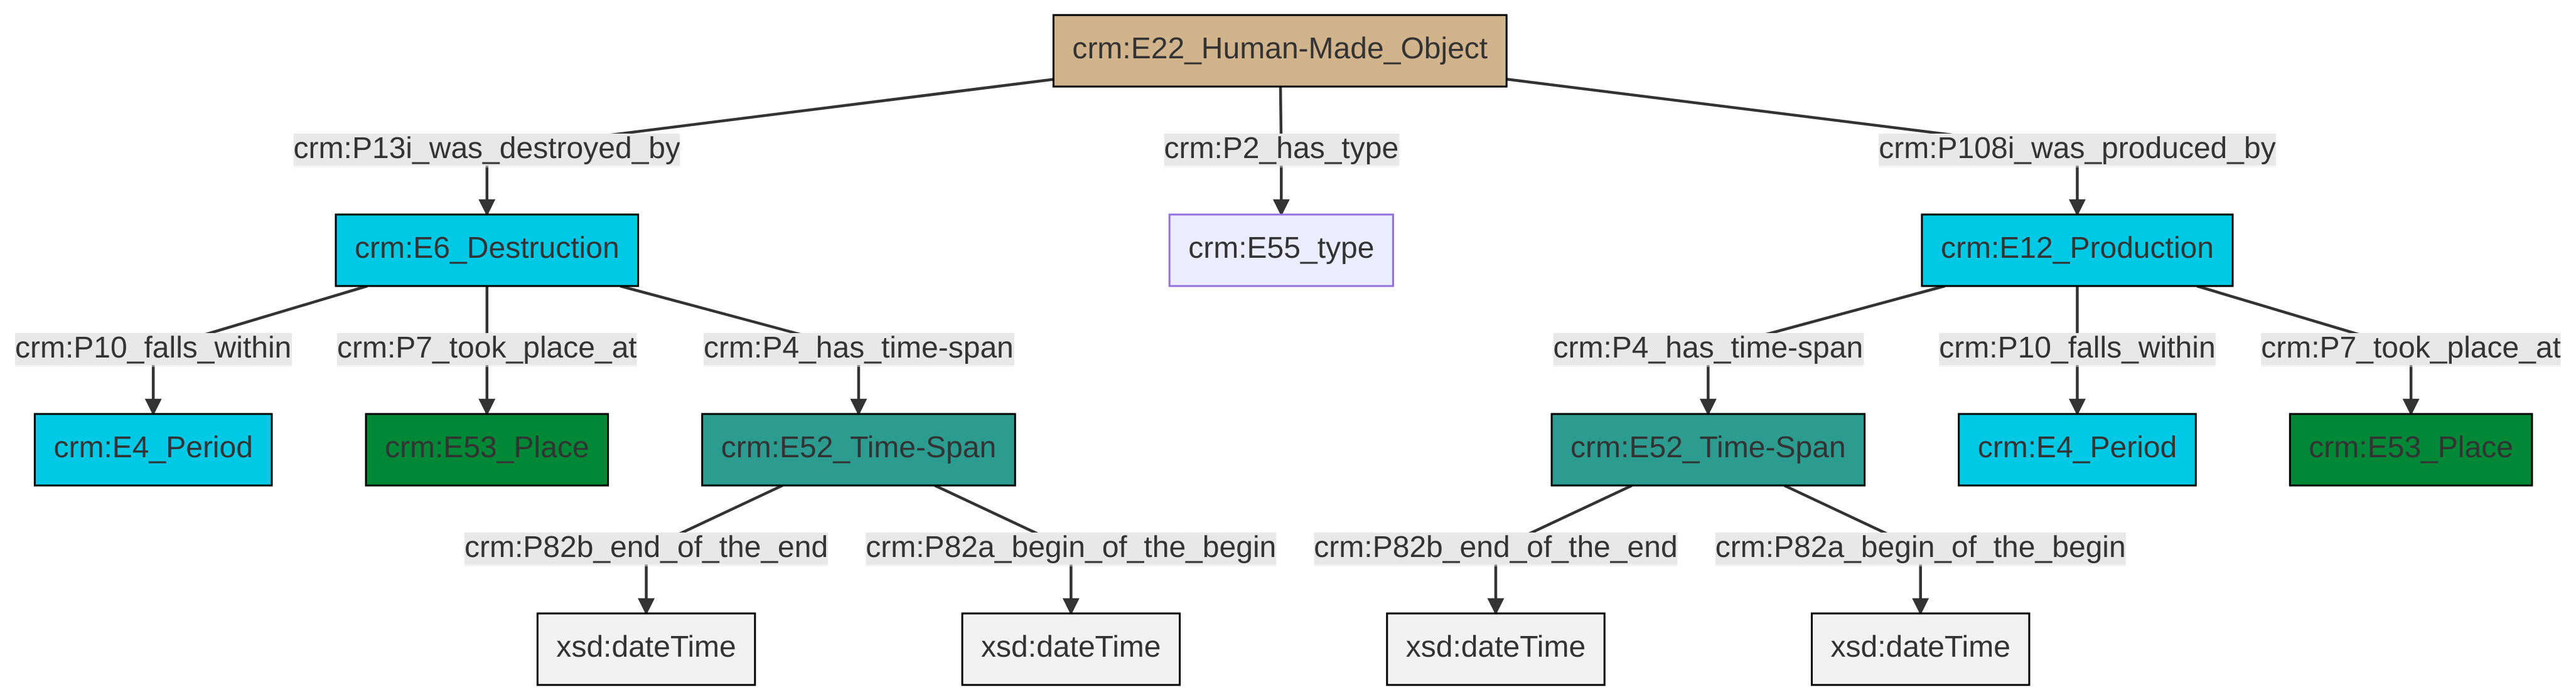 crm:E22_Human-Made_Object
crm:P13i_was_destroyed_by
crm:P2_has_type
crm:P108i_was_produced_by
crm:E6_Destruction
crm:E55_type
crm:E12_Production
crm:P10_falls_within
crm:P7_took_place_at
crm:P4_has_time-span
crm:P4_has_time-span
crm:P10_falls_within
crm:P7_took_place_at
crm:E4_Period
crm:E53_Place
crm:E52_Time-Span
crm:E52_Time-Span
crm:E4_Period
crm:E53_Place
crm:P82b_end_of_the_end
crm:P82a_begin_of_the_begin
crm:P82b_end_of_the_end
crm:P82a_begin_of_the_begin
xsd:dateTime
xsd:dateTime
xsd:dateTime
xsd:dateTime